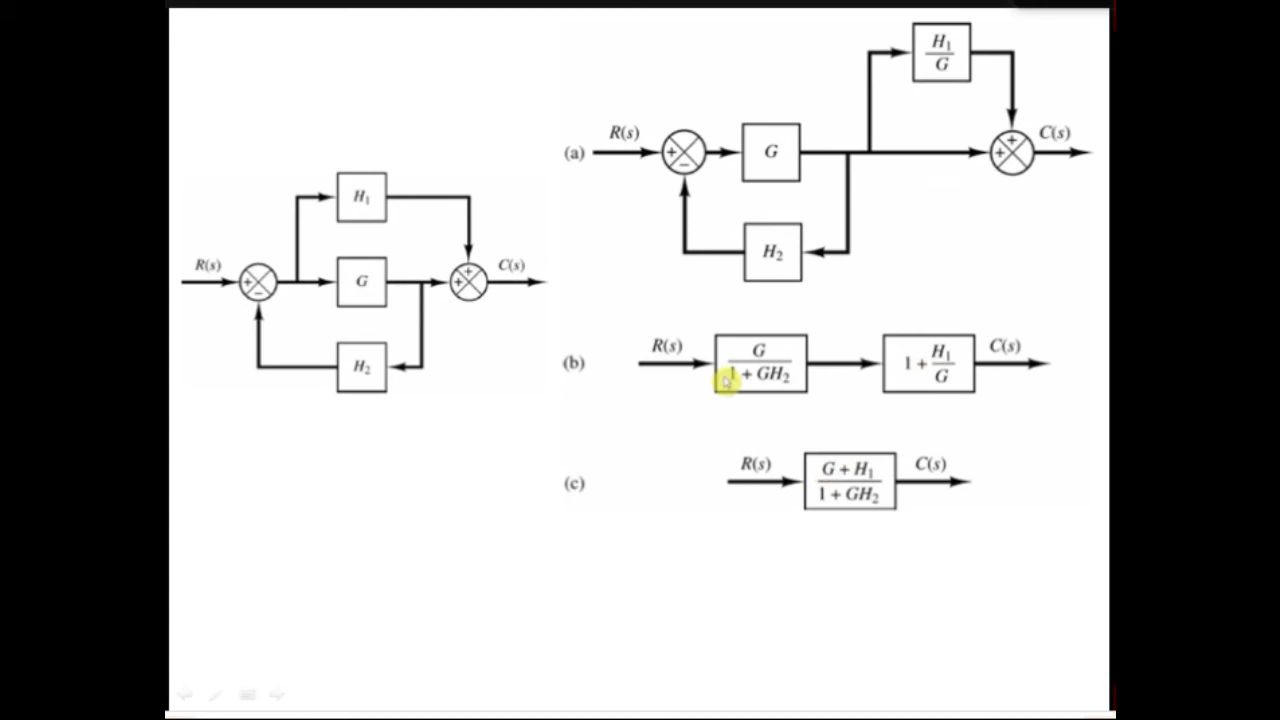 R(s)
H₁
G
H₂
C(s)
+
−
+
+
(a)
R(s)
+
−
G
H₁
G
H₂
+
+
C(s)
(b)
R(s)
G
1 + GH₂
1 + H₁
G
C(s)
(c)
R(s)
G + H₁
1 + GH₂
C(s)